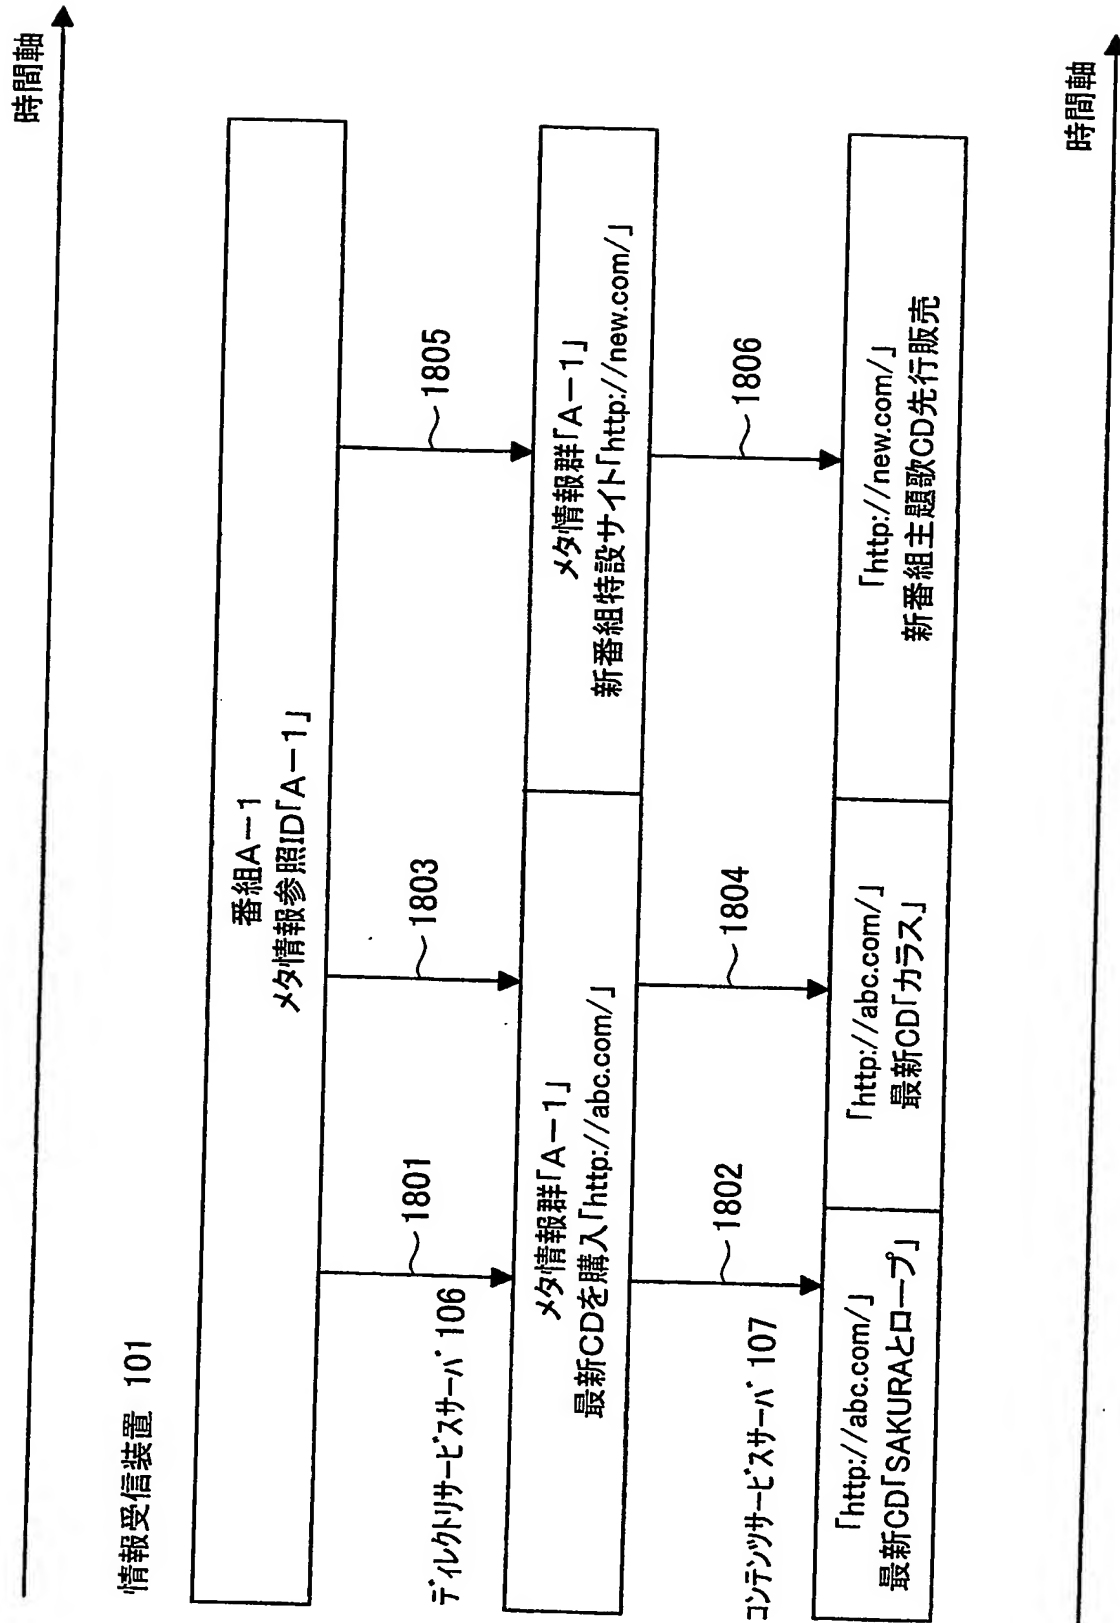 時間軸
情報受信装置 101
番組A-1
メタ情報参照ID「A-1」
1801
1803
1805
ディレクトリサービスサーバ 106
メタ情報群「A-1」
最新CDを購入「http://abc.com/」
メタ情報群「A-1」
新番組特設サイト「http://new.com/」
1802
1804
1806
コンテンツサービスサーバ 107
「http://abc.com/」
最新CD「SAKURAとロープ」
「http://abc.com/」
最新CD「カラス」
「http://new.com/」
新番組主題歌CD先行販売
時間軸